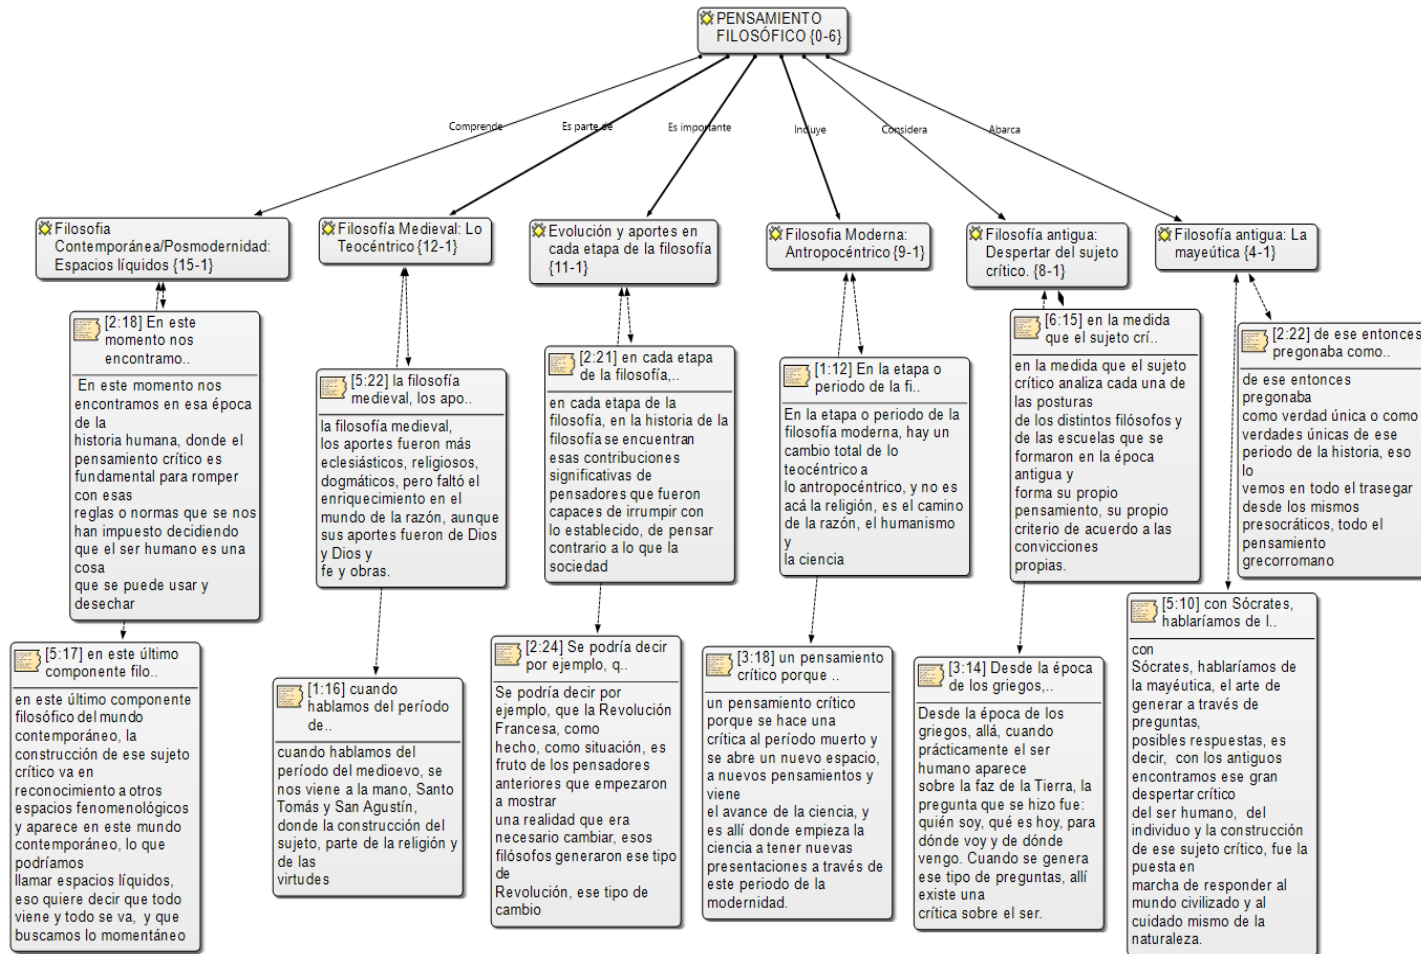 PENSAMIENTO
FILOSÓFICO {0-6}
Comprende
Es parte de
Es importante
Incluye
Considera
Abarca
Filosofia
Contemporánea/Posmodernidad:
Espacios líquidos {15-1}
Filosofía Medieval: Lo
Teocéntrico {12-1}
Evolución y aportes en
cada etapa de la filosofía
{11-1}
Filosofia Moderna:
Antropocéntrico {9-1}
Filosofía antigua:
Despertar del sujeto
crítico. {8-1}
Filosofía antigua: La
mayeútica {4-1}
[2:18] En este
momento nos
encontramo..
En este momento nos
encontramos en esa época
de la
historia humana, donde el
pensamiento crítico es
fundamental para romper
con esas
reglas o normas que se nos
han impuesto decidiendo
que el ser humano es una
cosa
que se puede usar y
desechar
[5:22] la filosofía
medieval, los apo..
la filosofía medieval,
los aportes fueron más
eclesiásticos, religiosos,
dogmáticos, pero faltó el
enriquecimiento en el
mundo de la razón, aunque
sus aportes fueron de Dios
y Dios y
fe y obras.
[2:21] en cada etapa
de la filosofía,..
en cada etapa de la
filosofía, en la historia de la
filosofía se encuentran
esas contribuciones
significativas de
pensadores que fueron
capaces de irrumpir con
lo establecido, de pensar
contrario a lo que la
sociedad
[1:12] En la etapa o
periodo de la fi..
En la etapa o periodo de la
filosofía moderna, hay un
cambio total de lo
teocéntrico a
lo antropocéntrico, y no es
acá la religión, es el camino
de la razón, el humanismo
y
la ciencia
[6:15] en la medida
que el sujeto crí..
en la medida que el sujeto
crítico analiza cada una de
las posturas
de los distintos filósofos y
de las escuelas que se
formaron en la época
antigua y
forma su propio
pensamiento, su propio
criterio de acuerdo a las
convicciones
propias.
[2:22] de ese entonces
pregonaba como..
de ese entonces
pregonaba
como verdad única o como
verdades únicas de ese
periodo de la historia, eso
lo
vemos en todo el trasegar
desde los mismos
presocráticos, todo el
pensamiento
grecorromano
[5:17] en este último
componente filo..
en este último componente
filosófico del mundo
contemporáneo, la
construcción de ese sujeto
crítico va en
reconocimiento a otros
espacios fenomenológicos
y aparece en este mundo
contemporáneo, lo que
podríamos
llamar espacios líquidos,
eso quiere decir que todo
viene y todo se va, y que
buscamos lo momentáneo
[1:16] cuando
hablamos del período
de..
cuando hablamos del
período del medioevo, se
nos viene a la mano, Santo
Tomás y San Agustín,
donde la construcción del
sujeto, parte de la religión y
de las
virtudes
[2:24] Se podría decir
por ejemplo, q..
Se podría decir por
ejemplo, que la Revolución
Francesa, como
hecho, como situación, es
fruto de los pensadores
anteriores que empezaron
a mostrar
una realidad que era
necesario cambiar, esos
filósofos generaron ese tipo
de
Revolución, ese tipo de
cambio
[3:18] un pensamiento
crítico porque ..
un pensamiento crítico
porque se hace una
crítica al período muerto y
se abre un nuevo espacio,
a nuevos pensamientos y
viene
el avance de la ciencia, y
es allí donde empieza la
ciencia a tener nuevas
presentaciones a través de
este periodo de la
modernidad.
[3:14] Desde la época
de los griegos,..
Desde la época de los
griegos, allá, cuando
prácticamente el ser
humano aparece
sobre la faz de la Tierra, la
pregunta que se hizo fue:
quién soy, qué es hoy, para
dónde voy y de dónde
vengo. Cuando se genera
ese tipo de preguntas, allí
existe una
crítica sobre el ser.
[5:10] con Sócrates,
hablaríamos de l..
con
Sócrates, hablaríamos de
la mayéutica, el arte de
generar a través de
preguntas,
posibles respuestas, es
decir, con los antiguos
encontramos ese gran
despertar crítico
del ser humano, del
individuo y la construcción
de ese sujeto crítico, fue la
puesta en
marcha de responder al
mundo civilizado y al
cuidado mismo de la
naturaleza.